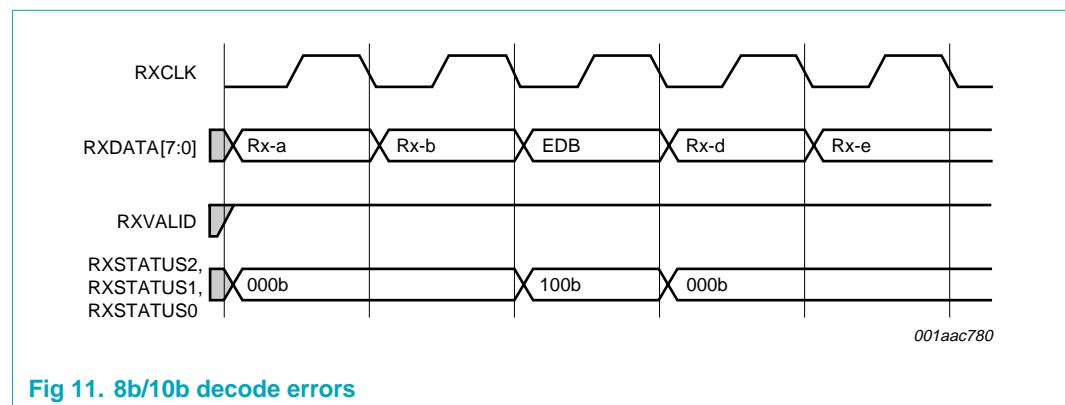 RXCLK
RXDATA[7:0]
Rx-a
Rx-b
EDB
Rx-d
Rx-e
RXVALID
RXSTATUS2,
RXSTATUS1,
RXSTATUS0
000b
100b
000b
001aac780
Fig 11. 8b/10b decode errors